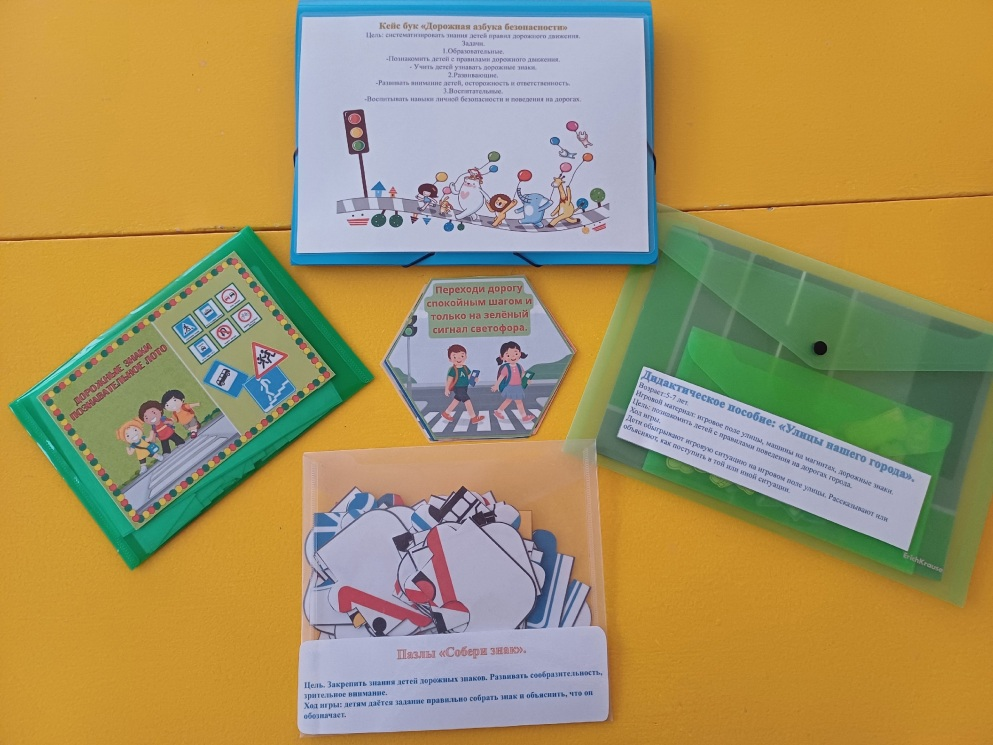 Кейс бук «Дорожная азбука безопасности»
Цель: систематизировать знания детей правил дорожного движения.
Задачи.
1.Образовательные.
-Познакомить детей с правилами дорожного движения.
- Учить детей узнавать дорожные знаки.
2.Развивающие.
-Развивать внимание детей, осторожность и ответственность.
3.Воспитательные.
-Воспитывать навыки личной безопасности и поведения на дорогах.
ДОРОЖНЫЕ ЗНАКИ
ПОЗНАВАТЕЛЬНОЕ ЛОТО
Переходи дорогу
спокойным шагом и
только на зелёный
сигнал светофора.
Дидактическое пособие: «Улицы нашего города».
Возраст:5-7 лет.
Игровой материал: игровое поле улицы, машины на магнитах, дорожные знаки.
Цель: познакомить детей с правилами поведения на дорогах города.
Ход игры.
Дети обыгрывают игровую ситуацию на игровом поле улицы. Рассказывают или
объясняют, как поступить в той или иной ситуации.
ErichKrause
Пазлы «Собери знак».
Цель. Закрепить знания детей дорожных знаков. Развивать сообразительность,
зрительное внимание.
Ход игры: детям даётся задание правильно собрать знак и объяснить, что он
обозначает.